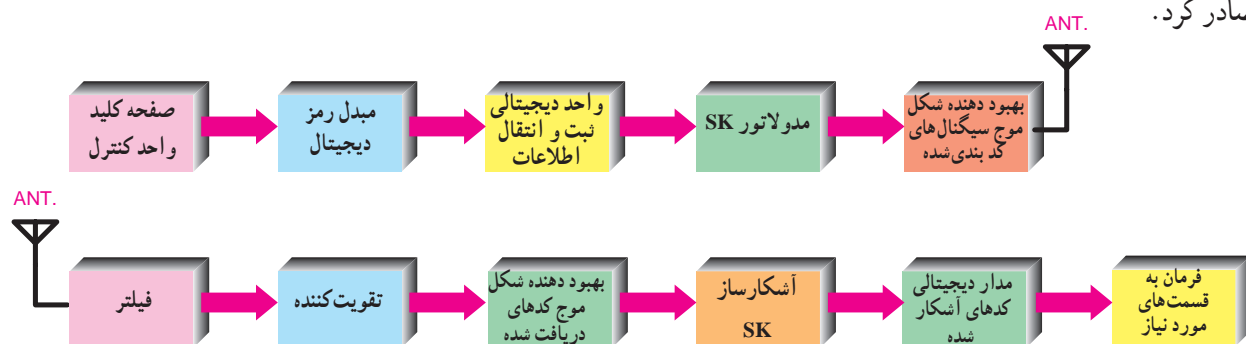 صادر کرد.
ANT.
صفحه کلید
واحد کنترل
مبدل رمز
دیجیتال
واحد دیجیتالی
ثبت و انتقال
اطلاعات
مدولاتور SK
بهبود دهنده شکل
موج سیگنال‌های
کد بندی‌شده
ANT.
فیلتر
تقویت‌کننده
بهبود دهنده شکل
موج کدهای
دریافت شده
آشکارساز
SK
مدار دیجیتالی
کدهای آشکار
شده
فرمان به
قسمت‌های
مورد نیاز